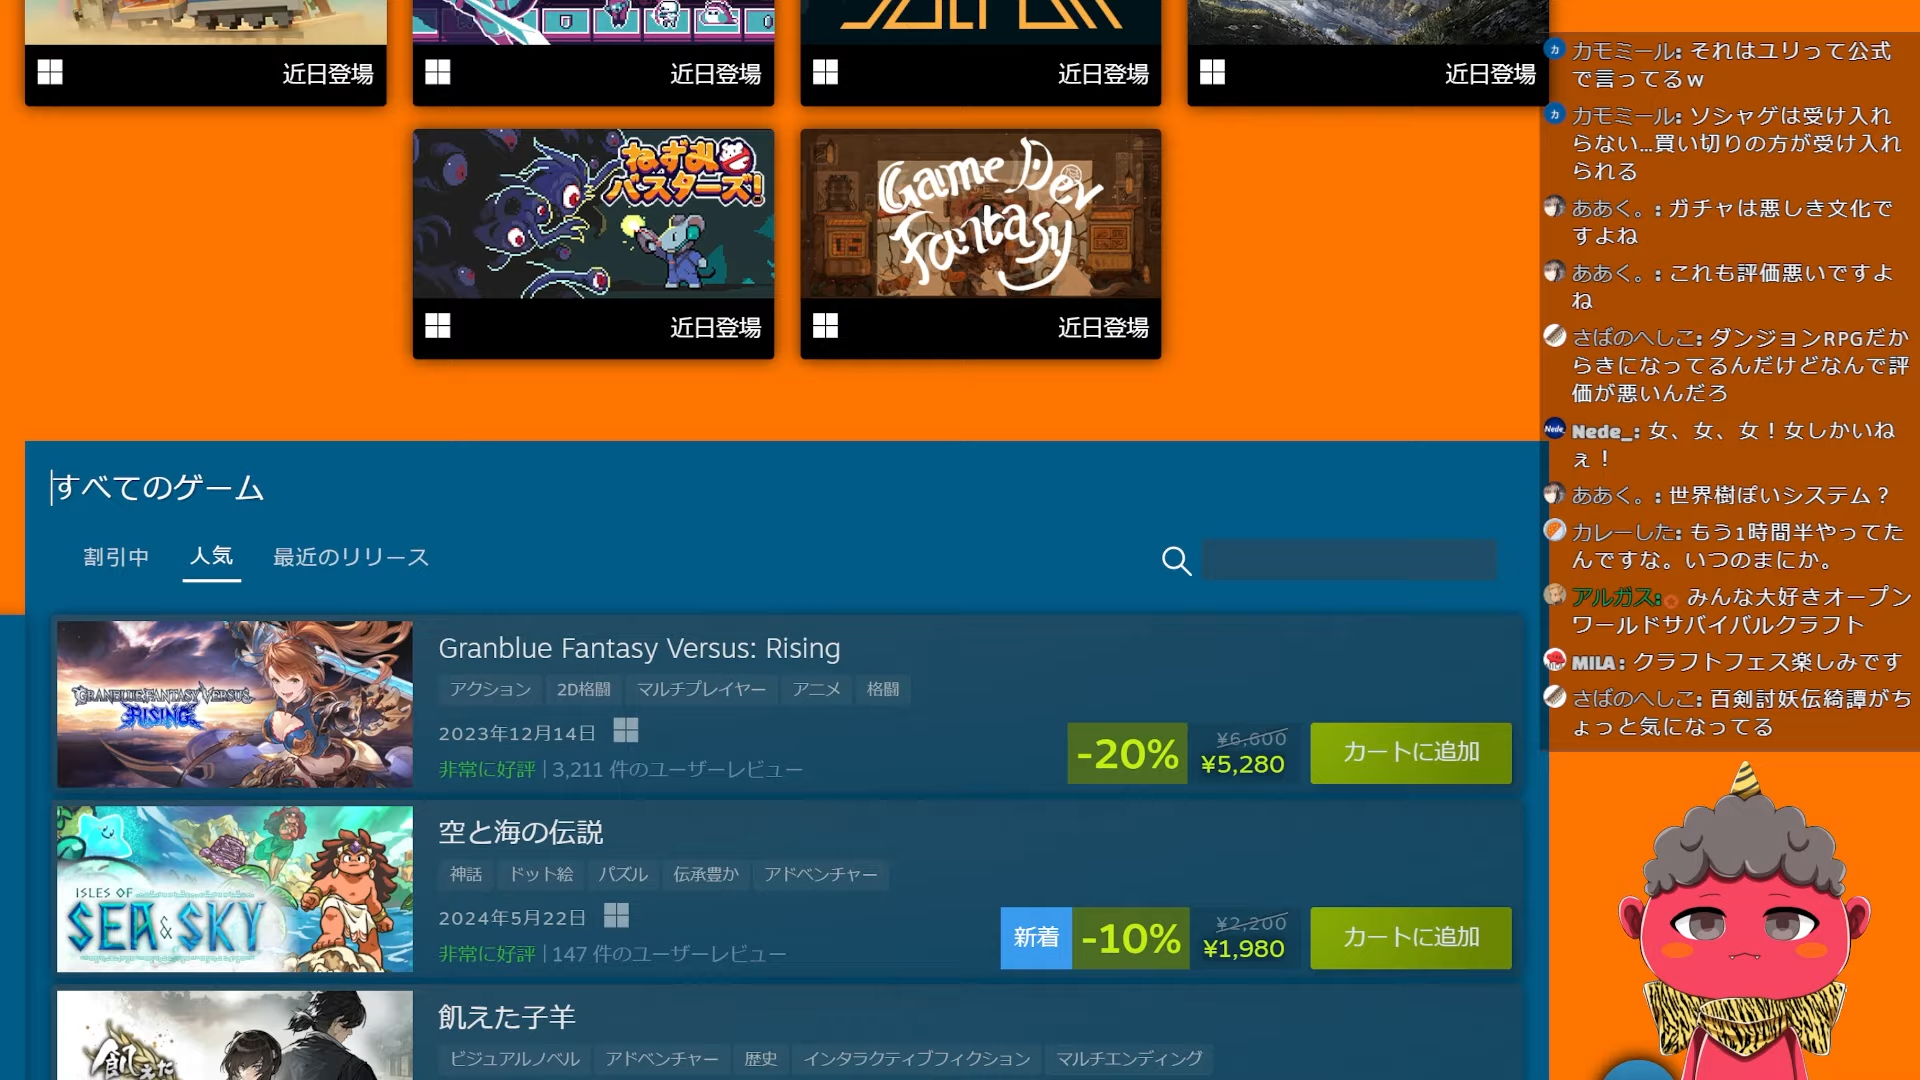 近日登場
近日登場
近日登場
近日登場
ねずみ
バスターズ!
Game Dev
Fantasy
近日登場
近日登場
すべてのゲーム
割引中
人気
最近のリリース
GRANBLUE FANTASY VERSUS
RISING
Granblue Fantasy Versus: Rising
アクション
2D格闘
マルチプレイヤー
アニメ
格闘
2023年12月14日
非常に好評 | 3,211 件のユーザーレビュー
-20%
¥6,600
¥5,280
カートに追加
ISLES OF
SEA & SKY
空と海の伝説
神話
ドット絵
パズル
伝承豊か
アドベンチャー
2024年5月22日
非常に好評 | 147 件のユーザーレビュー
新着
-10%
¥2,200
¥1,980
カートに追加
飢えた
飢えた子羊
ビジュアルノベル
アドベンチャー
歴史
インタラクティブフィクション
マルチエンディング
カ カモミール: それはユリって公式
で言ってるw
カ カモミール: ソシャゲは受け入れ
らない…買い切りの方が受け入れ
られる
ああく。: ガチャは悪しき文化で
すよね
ああく。: これも評価悪いですよ
ね
さばのへしこ: ダンジョンRPGだか
らきになってるんだけどなんで評
価が悪いんだろ
Nede_ Nede_: 女、女、女！女しかいね
ぇ！
ああく。: 世界樹ぽいシステム？
カレーした: もう1時間半やってた
んですな。いつのまにか。
アルガス: みんな大好きオープン
ワールドサバイバルクラフト
MILA: クラフトフェス楽しみです
さばのへしこ: 百剣討妖伝綺譚がち
ょっと気になってる